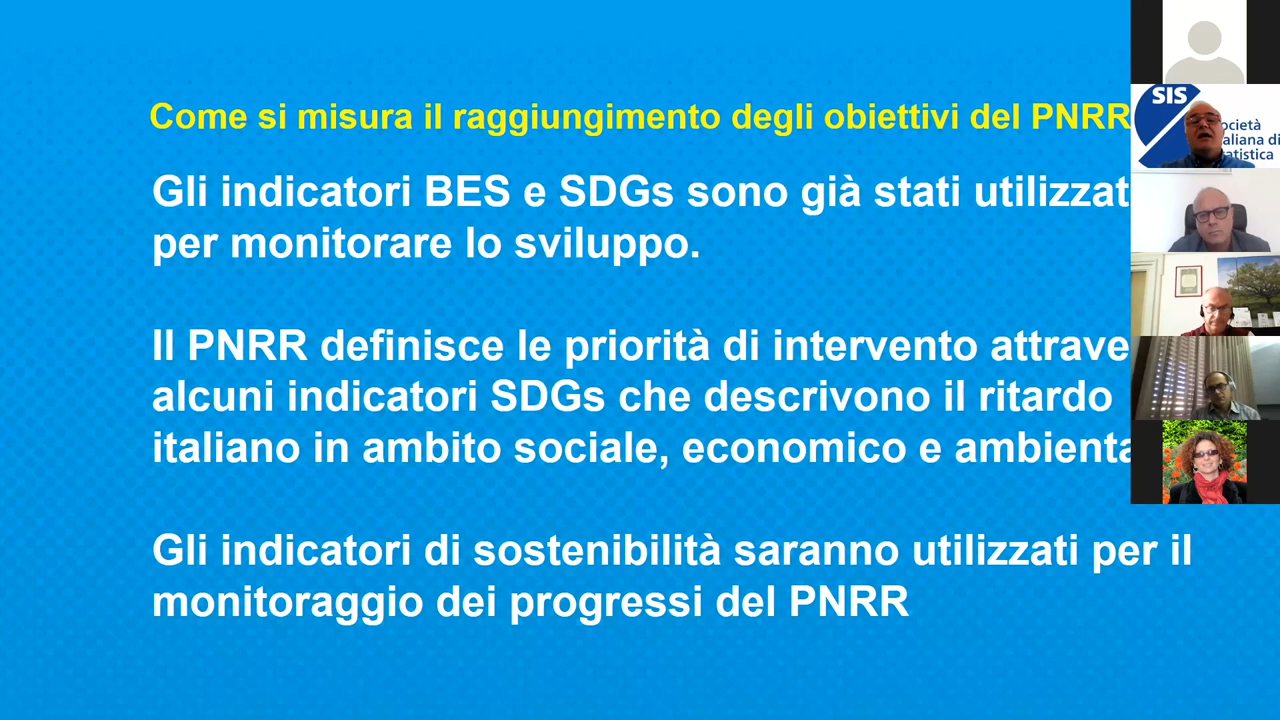 Come si misura il raggiungimento degli obiettivi del PNRR
Gli indicatori BES e SDGs sono già stati utilizzat
per monitorare lo sviluppo.
Il PNRR definisce le priorità di intervento attrave
alcuni indicatori SDGs che descrivono il ritardo
italiano in ambito sociale, economico e ambienta
Gli indicatori di sostenibilità saranno utilizzati per il
monitoraggio dei progressi del PNRR
SIS
ocietà
aliana di
atistica